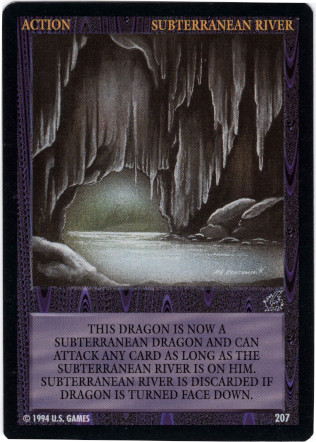 ACTION SUBTERRANEAN RIVER
THIS DRAGON IS NOW A
SUBTERRANEAN DRAGON AND CAN
ATTACK ANY CARD AS LONG AS THE
SUBTERRANEAN RIVER IS ON HIM.
SUBTERRANEAN RIVER IS DISCARDED IF
DRAGON IS TURNED FACE DOWN.
© 1994 U.S. GAMES 207